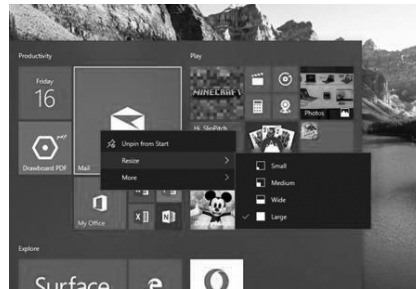 Productivity
Play
Friday
16
MINECRAFT
Photos
Drawboard PDF
Mail
Unpin from Start
Resize
More
Small
Medium
Wide
Large
My Office
Explore
Surface